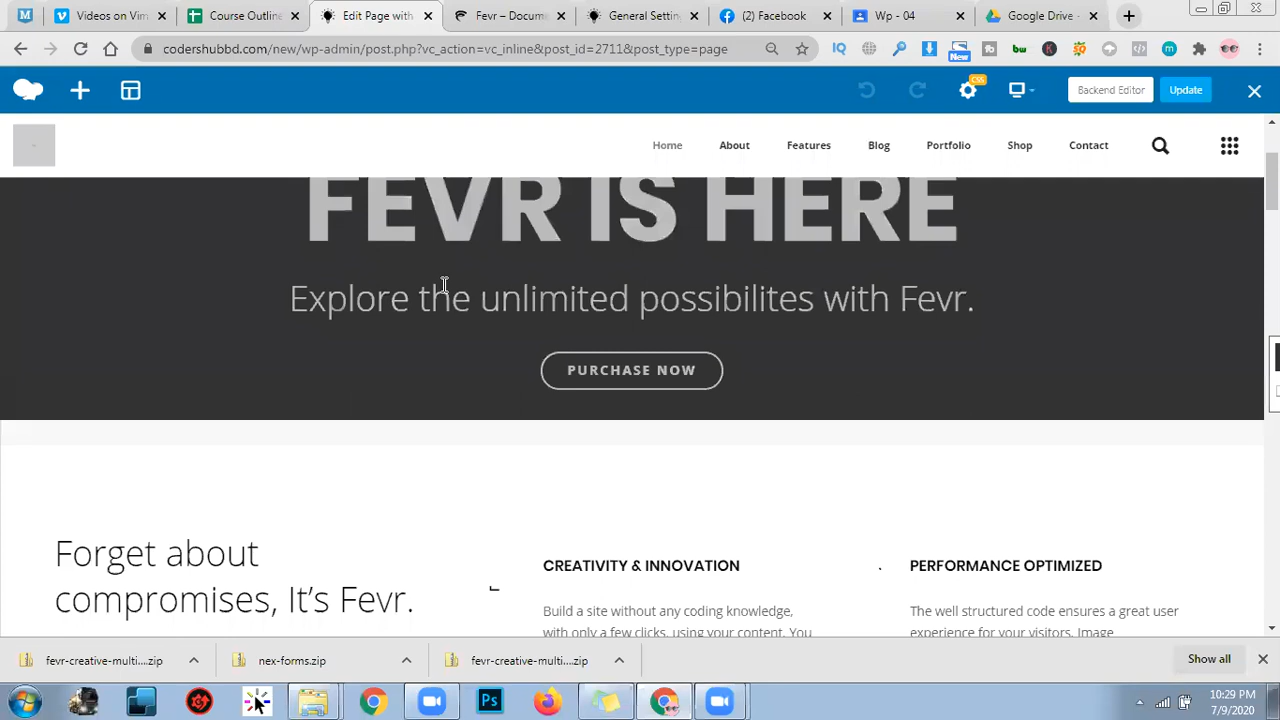 Videos on Vin
Course Outline
Edit Page with
Fevr – Docum
General Settin
(2) Facebook
Wp - 04
Google Drive -
codershubbd.com/new/wp-admin/post.php?vc_action=vc_inline&post_id=2711&post_type=page
New
CSS
Backend Editor
Update
Home
About
Features
Blog
Portfolio
Shop
Contact
FEVR IS HERE
Explore the unlimited possibilites with Fevr.
PURCHASE NOW
Forget about
compromises, It's Fevr.
CREATIVITY & INNOVATION
Build a site without any coding knowledge,
with only a few clicks, using your content. You
PERFORMANCE OPTIMIZED
The well structured code ensures a great user
experience for your visitors. Image
fevr-creative-multi....zip
nex-forms.zip
fevr-creative-multi....zip
Show all
10:29 PM
7/9/2020